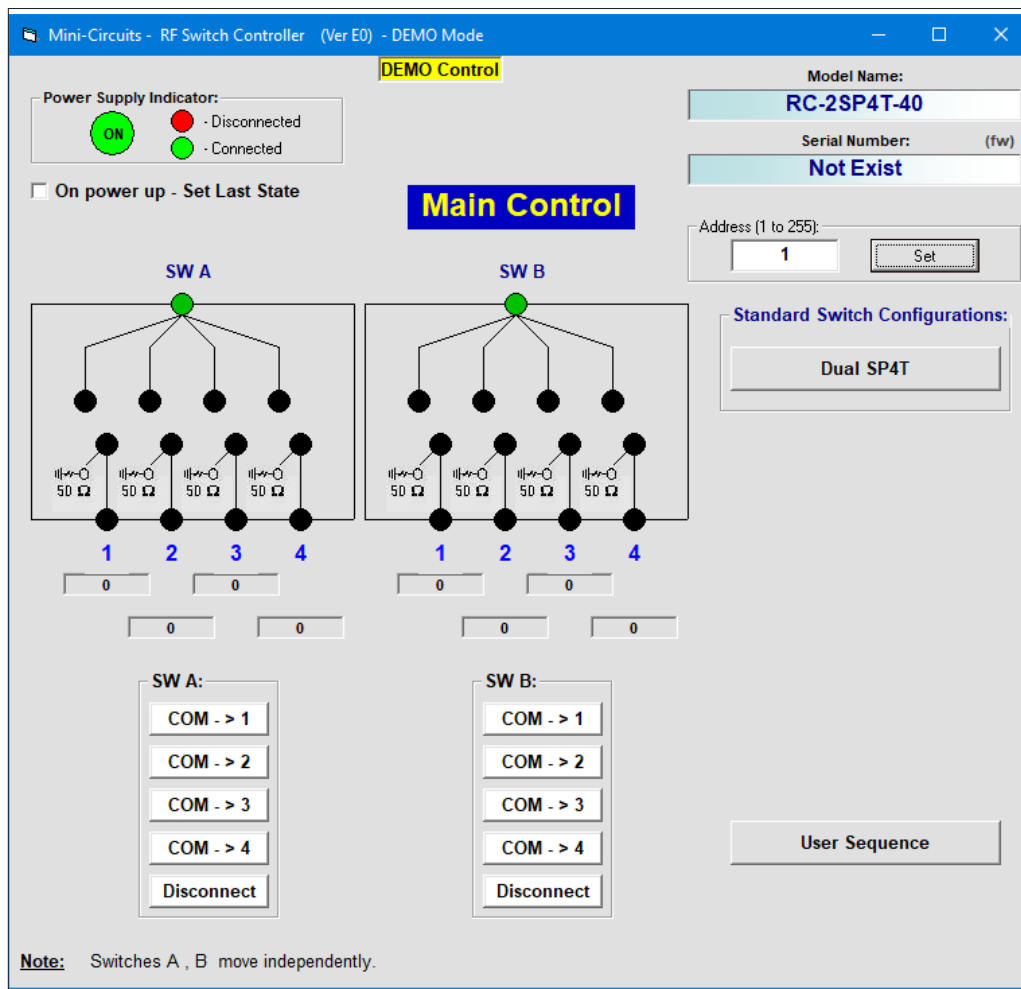 Mini-Circuits - RF Switch Controller (Ver E0) - DEMO Mode
DEMO Control
Power Supply Indicator:
ON
- Disconnected
- Connected
Model Name:
RC-2SP4T-40
Serial Number: (fw)
Not Exist
On power up - Set Last State
Main Control
Address (1 to 255):
1 Set
SW A SW B
Standard Switch Configurations:
Dual SP4T
50 Ω 50 Ω 50 Ω 50 Ω 50 Ω 50 Ω 50 Ω 50 Ω
1 2 3 4 1 2 3 4
0 0 0 0
0 0 0 0
SW A:
COM - > 1
COM - > 2
COM - > 3
COM - > 4
Disconnect
SW B:
COM - > 1
COM - > 2
COM - > 3
COM - > 4
Disconnect
User Sequence
Note: Switches A , B move independently.